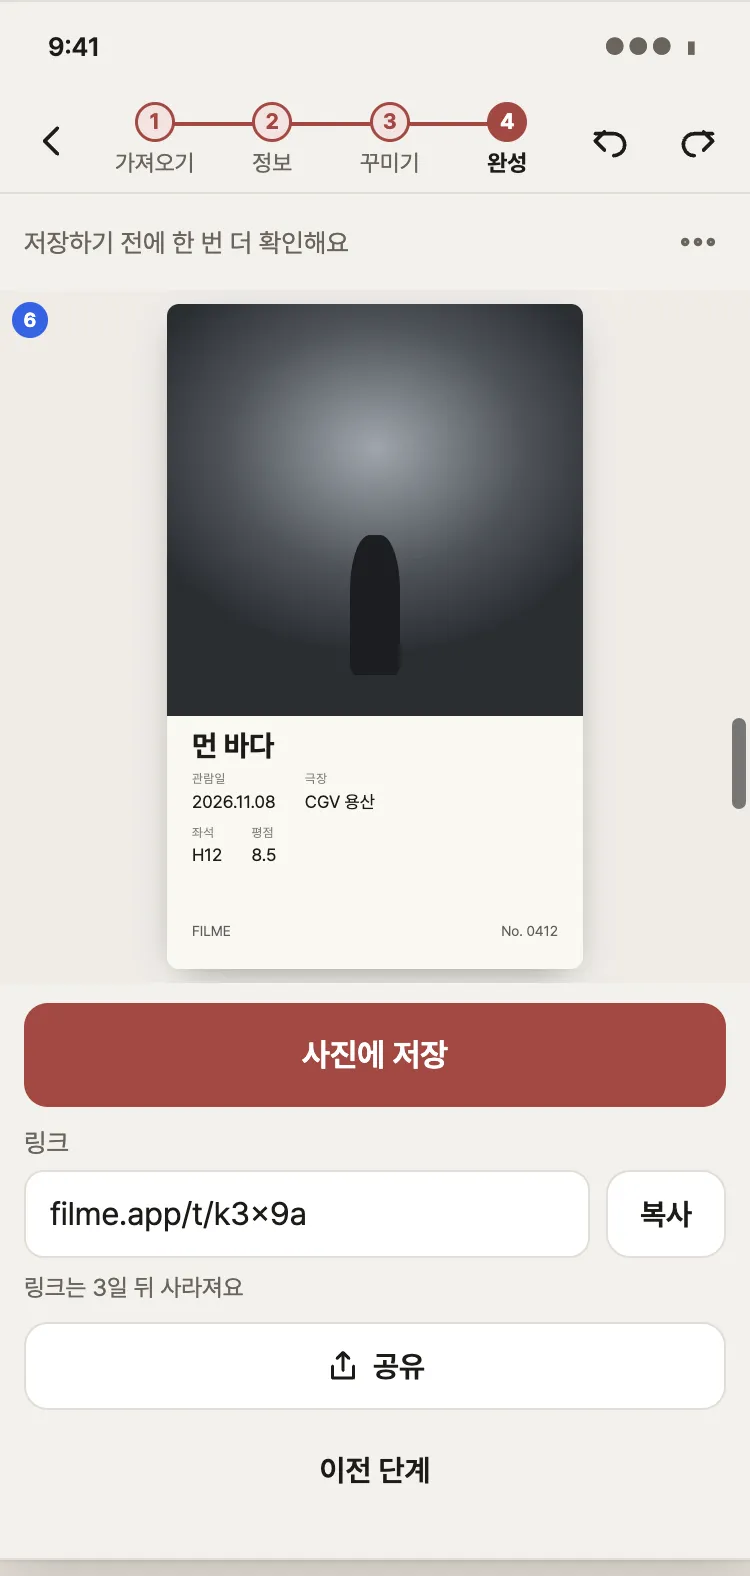 9:41
1 2 3 4
가져오기 정보 꾸미기 완성
저장하기 전에 한 번 더 확인해요
6
먼 바다
관람일 극장
2026.11.08 CGV 용산
좌석 평점
H12 8.5
FILME No. 0412
사진에 저장
링크
filme.app/t/k3×9a 복사
링크는 3일 뒤 사라져요
공유
이전 단계